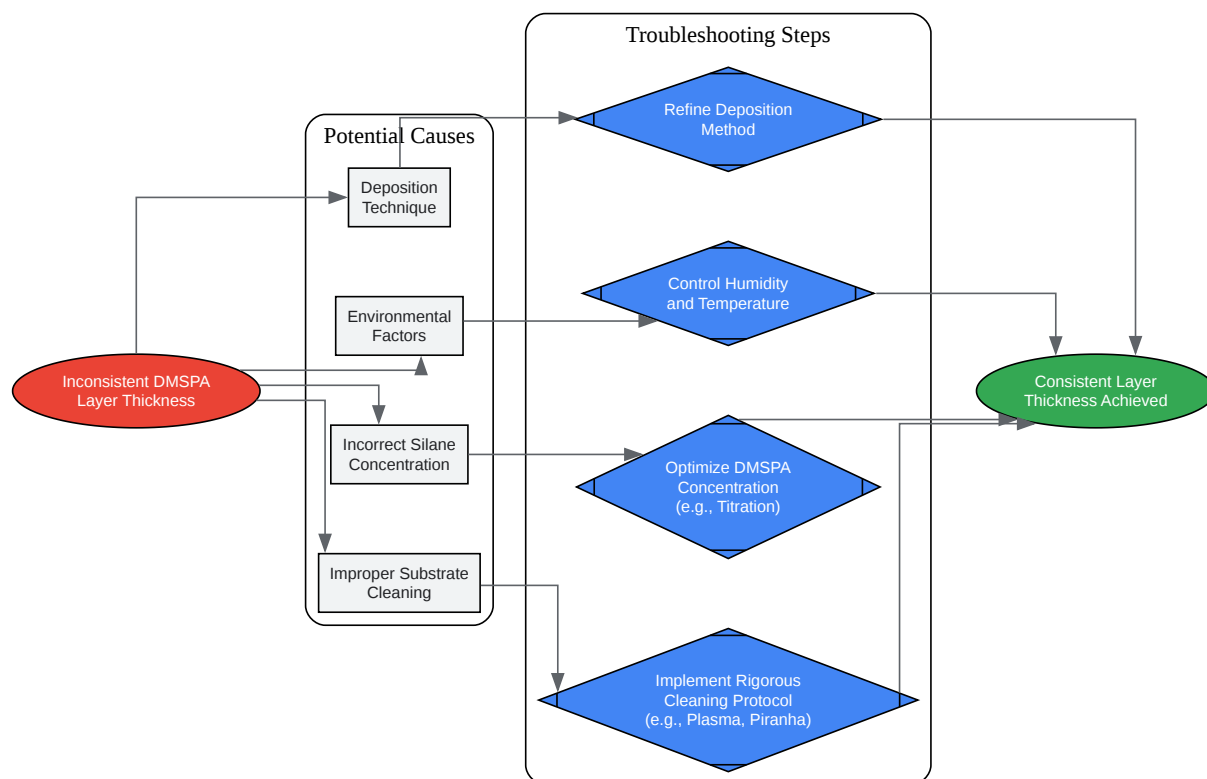 Troubleshooting Steps
Refine Deposition
Method
Potential Causes
Deposition
Technique
Control Humidity
and Temperature
Environmental
Factors
Inconsistent DMSPA
Layer Thickness
Consistent Layer
Thickness Achieved
Incorrect Silane
Concentration
Optimize DMSPA
Concentration
(e.g., Titration)
Improper Substrate
Cleaning
Implement Rigorous
Cleaning Protocol
(e.g., Plasma, Piranha)